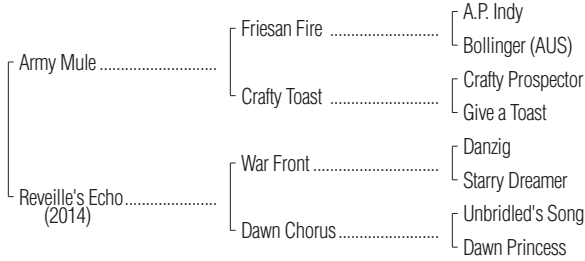 A.P. Indy
Friesan Fire ..............................
Bollinger (AUS)
Army Mule ..............................
Crafty Prospector
Crafty Toast ..............................
Give a Toast
Danzig
War Front ..............................
Starry Dreamer
Reveille's Echo ..............................
(2014)
Unbridled's Song
Dawn Chorus ..............................
Dawn Princess